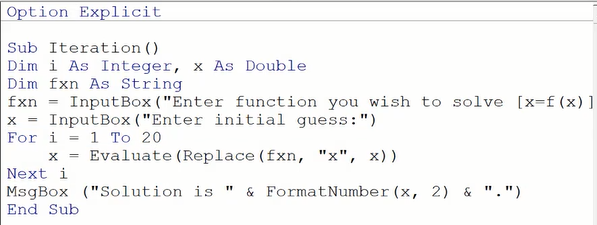 Option Explicit
Sub Iteration()
Dim i As Integer, x As Double
Dim fxn As String
fxn = InputBox("Enter function you wish to solve [x=f(x)]
x = InputBox("Enter initial guess:")
For i = 1 To 20
x = Evaluate(Replace(fxn, "x", x))
Next i
MsgBox ("Solution is " & FormatNumber(x, 2) & ".")
End Sub